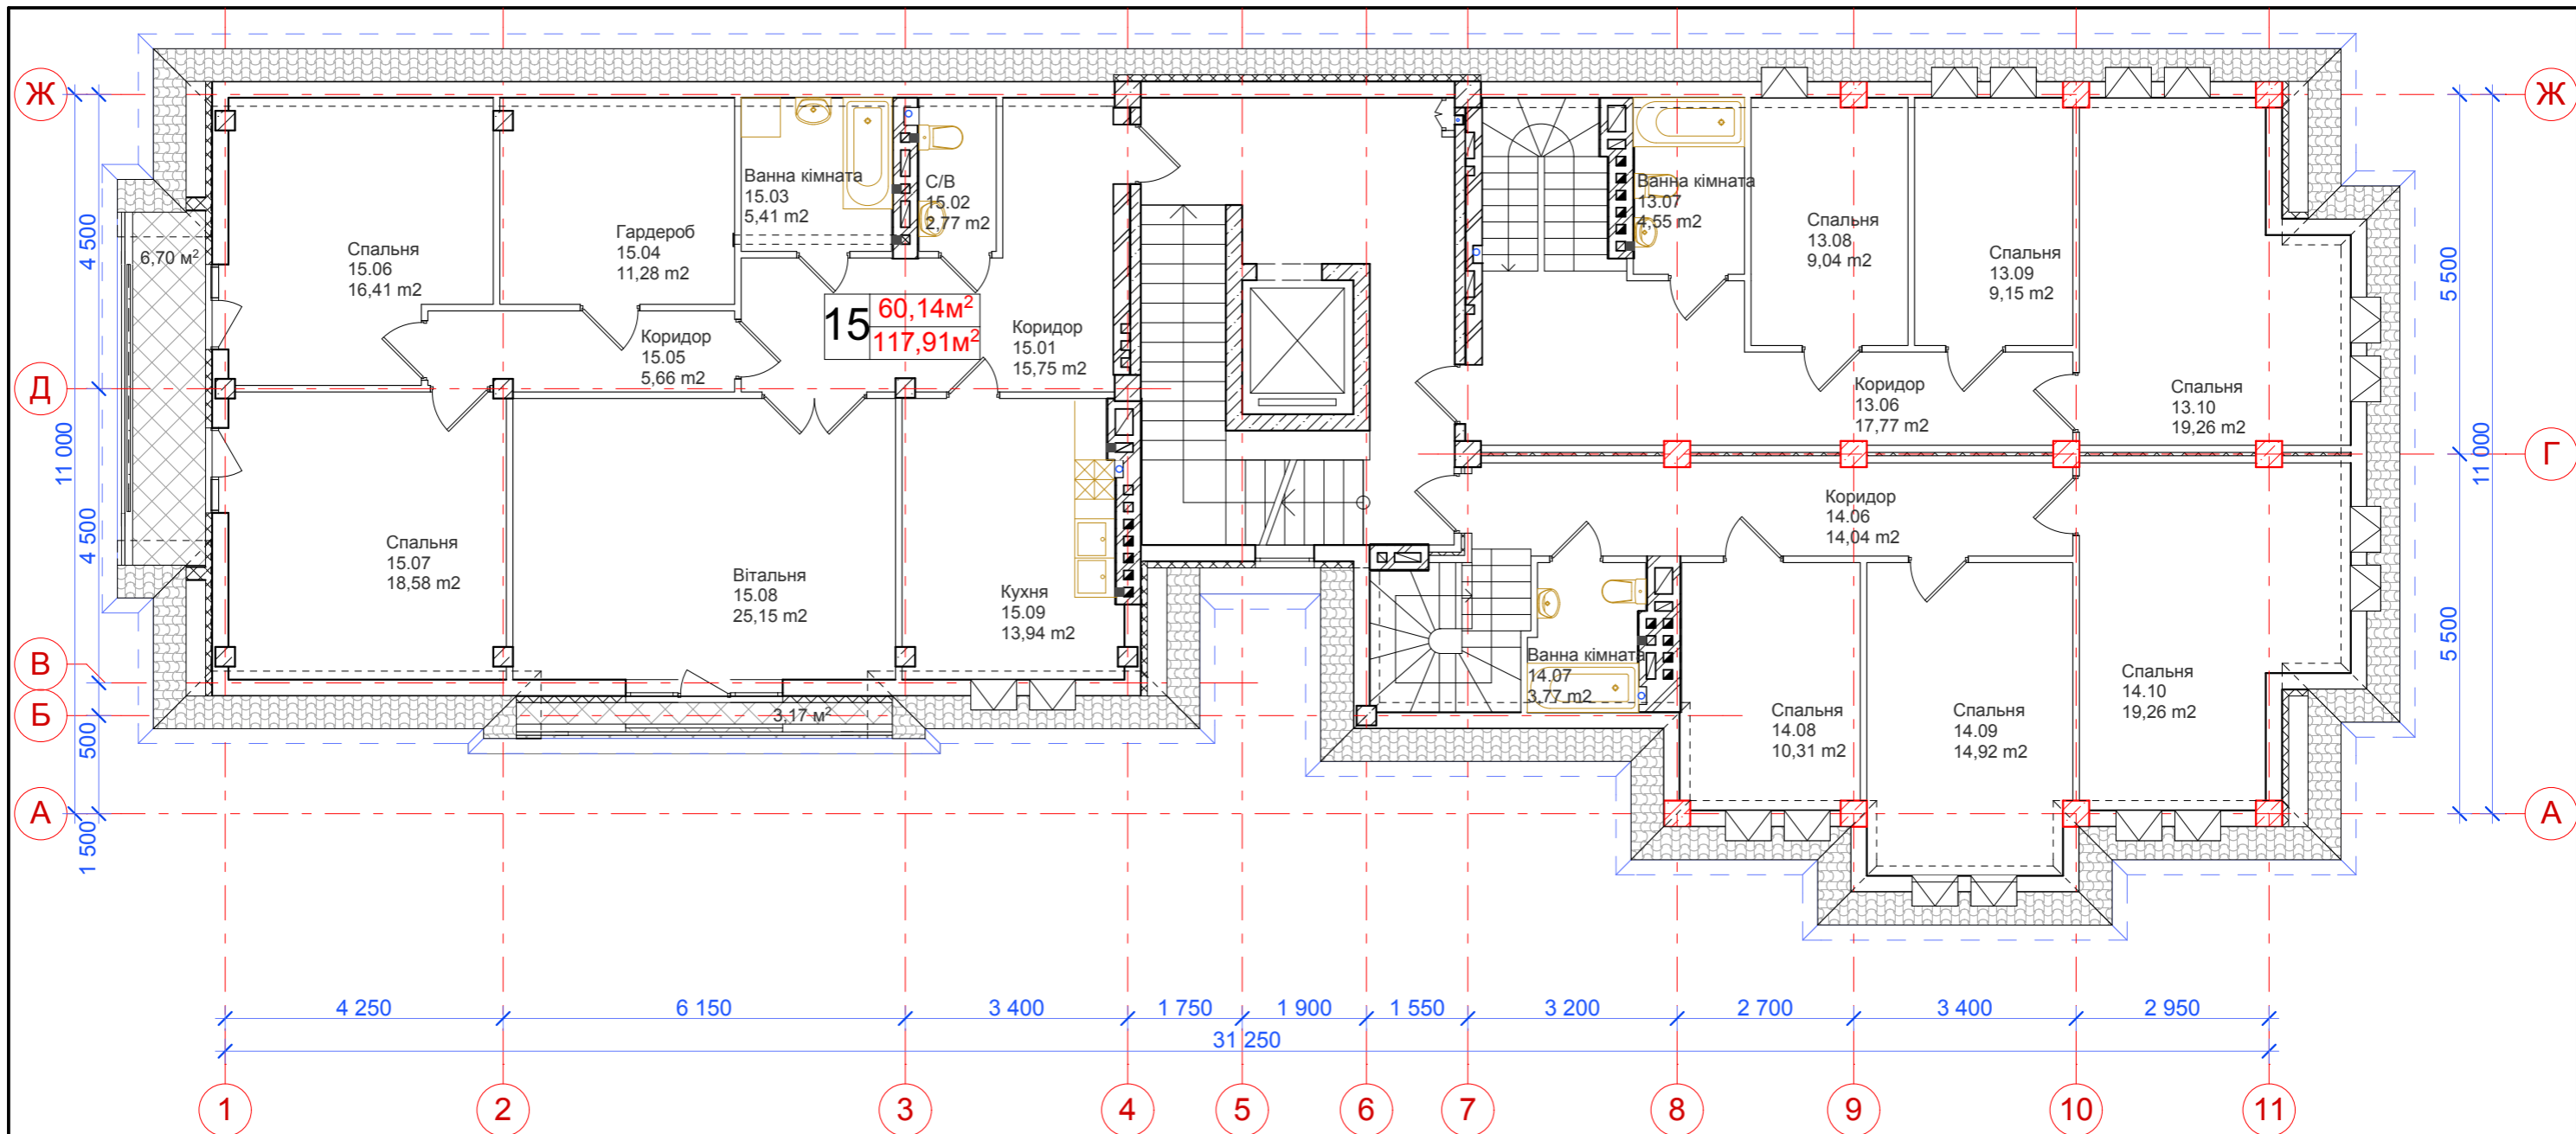 Ж
Ж
Д
Г
В
Б
А
А
4 500
11 000
4 500
500
1 500
5 500
11 000
5 500
6,70 м²
Спальня
15.06
16,41 m2
Гардероб
15.04
11,28 m2
Ванна кімната
15.03
5,41 m2
С/В
15.02
2,77 m2
Коридор
15.05
5,66 m2
15
60,14м²
117,91м²
Коридор
15.01
15,75 m2
Спальня
15.07
18,58 m2
Вітальня
15.08
25,15 m2
Кухня
15.09
13,94 m2
3,17 м²
Ванна кімната
13.07
4,55 m2
Спальня
13.08
9,04 m2
Спальня
13.09
9,15 m2
Коридор
13.06
17,77 m2
Спальня
13.10
19,26 m2
Коридор
14.06
14,04 m2
Ванна кімната
14.07
3,77 m2
Спальня
14.08
10,31 m2
Спальня
14.09
14,92 m2
Спальня
14.10
19,26 m2
4 250
6 150
3 400
1 750
1 900
1 550
3 200
2 700
3 400
2 950
31 250
1
2
3
4
5
6
7
8
9
10
11